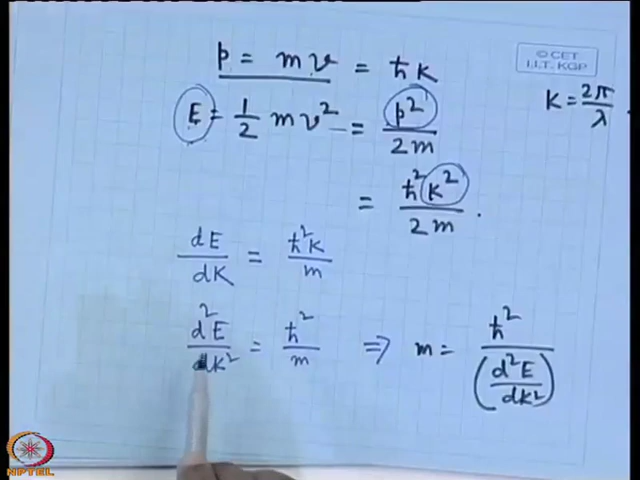 p = mv = ħk
© CET
I.I.T. KGP
E = 1/2 mv² = p²/2m
k = 2π/λ
= ħ²k²/2m .
dE/dk = ħ²k/m
d²E/dk² = ħ²/m ⇒ m = ħ²/(d²E/dk²)
NPTEL